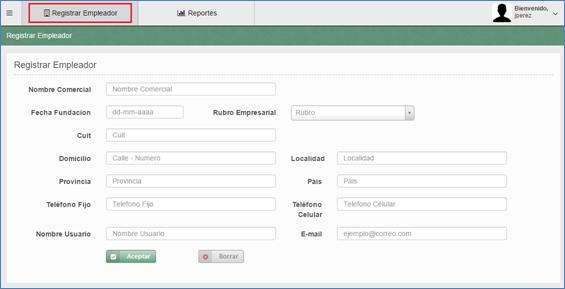 Registrar Empleador
Reportes
Bienvenido,
jperez
Registrar Empleador
Registrar Empleador
Nombre Comercial Nombre Comercial
Fecha Fundacion dd-mm-aaaa Rubro Empresarial Rubro
Cuit Cuit
Domicilio Calle - Numero Localidad Localidad
Provincia Provincia Pais Páis
Teléfono Fijo Telefono Fijo Teléfono Celular Telefono Celular
Nombre Usuario Nombre Usuario E-mail ejemplo@correo.com
Aceptar Borrar